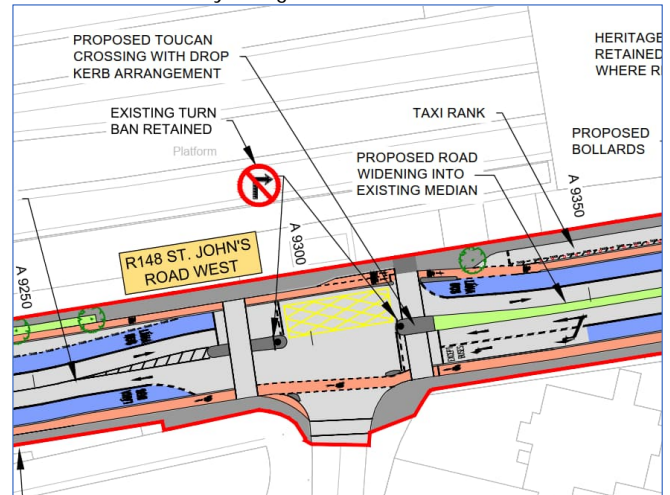 PROPOSED TOUCAN
CROSSING WITH DROP
KERB ARRANGEMENT
EXISTING TURN
BAN RETAINED
Platform
TAXI RANK
PROPOSED ROAD
WIDENING INTO
EXISTING MEDIAN
HERITAGE
RETAINED
WHERE
PROPOSED
BOLLARDS
R148 ST. JOHN'S
ROAD WEST
A 9250
A 9300
A 9350